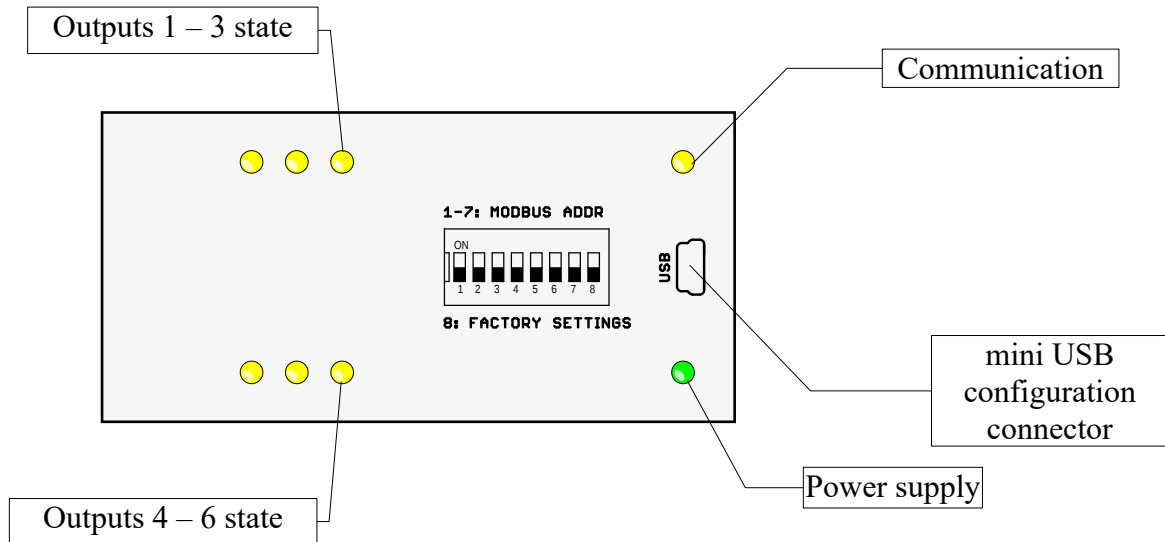 Outputs 1 – 3 state
Communication
1-7: MODBUS ADDR
ON
1 2 3 4 5 6 7 8
USB
8: FACTORY SETTINGS
mini USB
configuration
connector
Power supply
Outputs 4 – 6 state